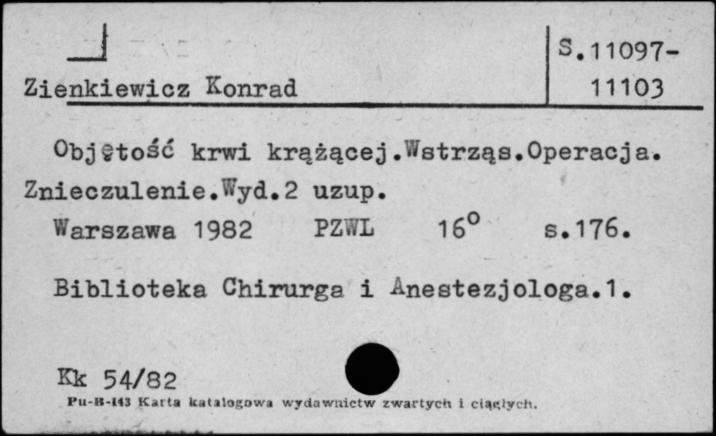 S.11097-
Zienkiewicz Konrad 11103
Objętość krwi krążącej.Wstrząs.Operacja.
Znieczulenie.Wyd.2 uzup.
Warszawa 1982 PZWL 16° s.176.
Biblioteka Chirurga i Anestezjologa.1.
Kk 54/82
Pu-B-143 Karta katalogowa wydawnictw zwartych i ciągłych.